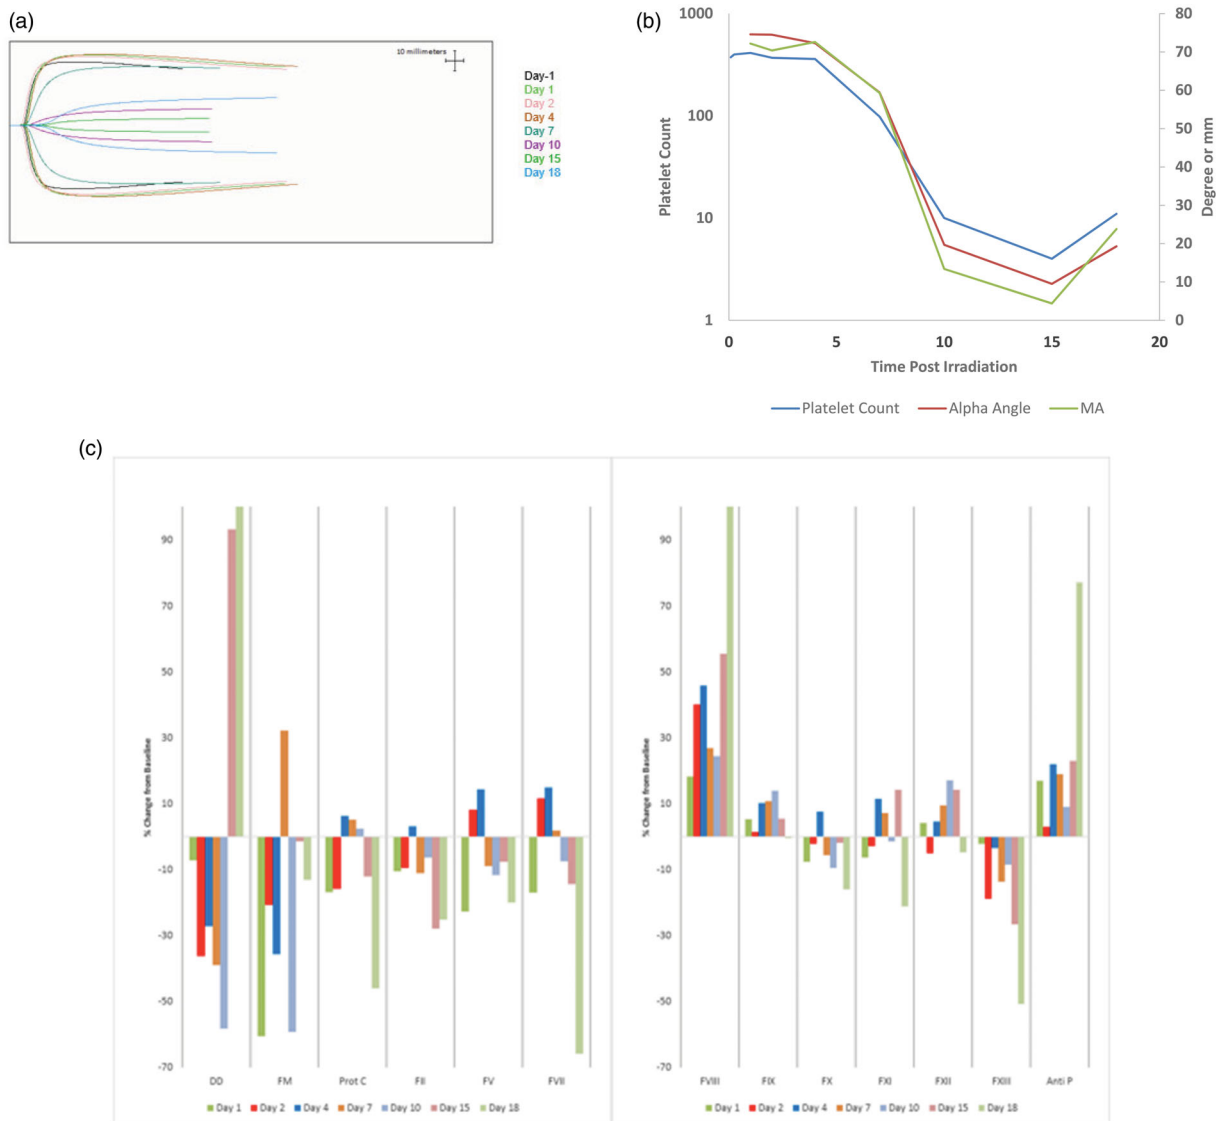 (a)
10 millimeters
Day-1
Day 1
Day 2
Day 4
Day 7
Day 10
Day 15
Day 18
(b)
1000
100
10
1
Platelet Count
80
70
60
50
40
30
20
10
0
Degree or mm
0 5 10 15 20
Time Post Irradiation
Platelet Count Alpha Angle MA
(c)
90
70
50
30
10
-10
-30
-50
-70
% Change from Baseline
DD FM Prot C FII FV FVII
Day 1 Day 2 Day 4 Day 7 Day 10 Day 15 Day 18
90
70
50
30
10
-10
-30
-50
-70
% Change from Baseline
FVIII FIX FX FXI FXII FXIII Anti P
Day 1 Day 2 Day 4 Day 7 Day 10 Day 15 Day 18